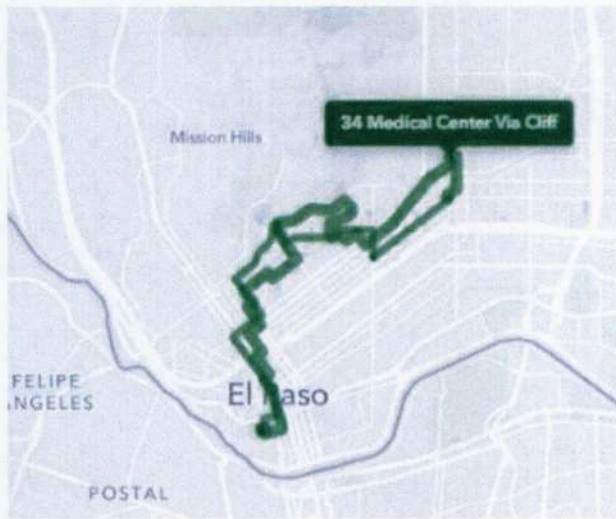 34 Medical Center Via Cliff
Mission Hills
FELIPE
ANGELES
El Paso
POSTAL